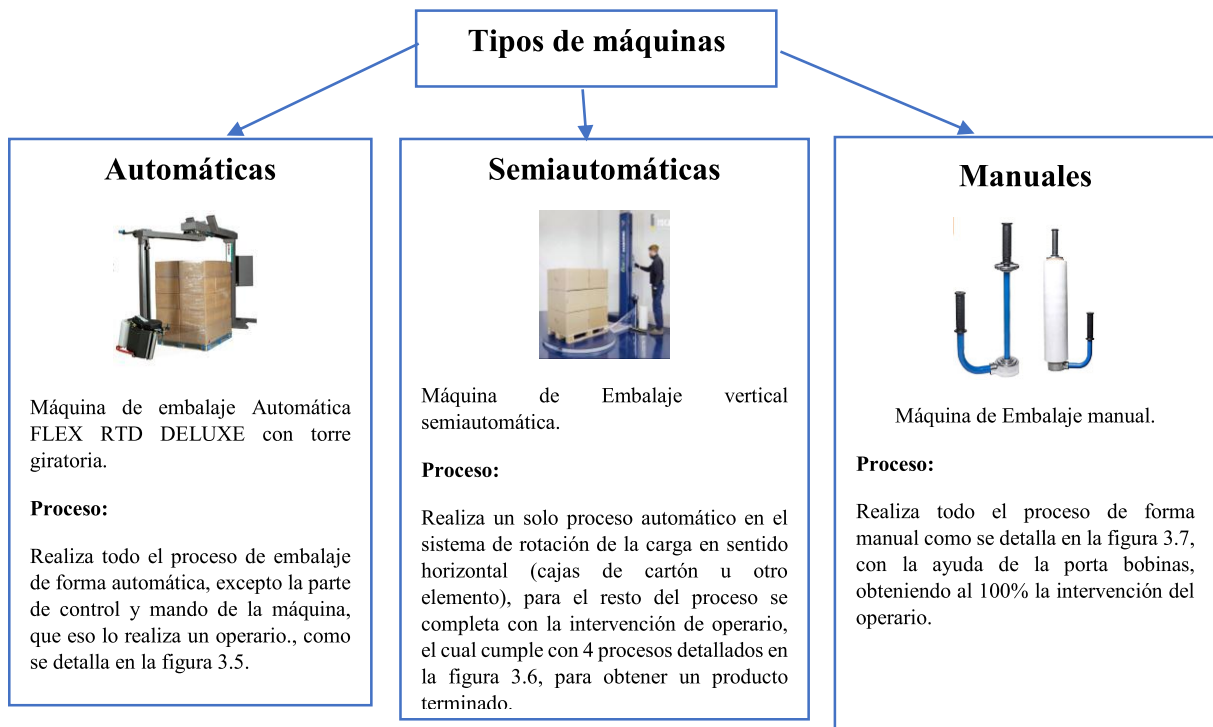 Tipos de máquinas
Automáticas
Máquina de embalaje Automática
FLEX RTD DELUXE con torre
giratoria.
Proceso:
Realiza todo el proceso de embalaje
de forma automática, excepto la parte
de control y mando de la máquina,
que eso lo realiza un operario., como
se detalla en la figura 3.5.
Semiautomáticas
Máquina de Embalaje vertical
semiautomática.
Proceso:
Realiza un solo proceso automático en el
sistema de rotación de la carga en sentido
horizontal (cajas de cartón u otro
elemento), para el resto del proceso se
completa con la intervención de operario,
el cual cumple con 4 procesos detallados en
la figura 3.6, para obtener un producto
terminado.
Manuales
Máquina de Embalaje manual.
Proceso:
Realiza todo el proceso de forma
manual como se detalla en la figura 3.7,
con la ayuda de la porta bobinas,
obteniendo al 100% la intervención del
operario.